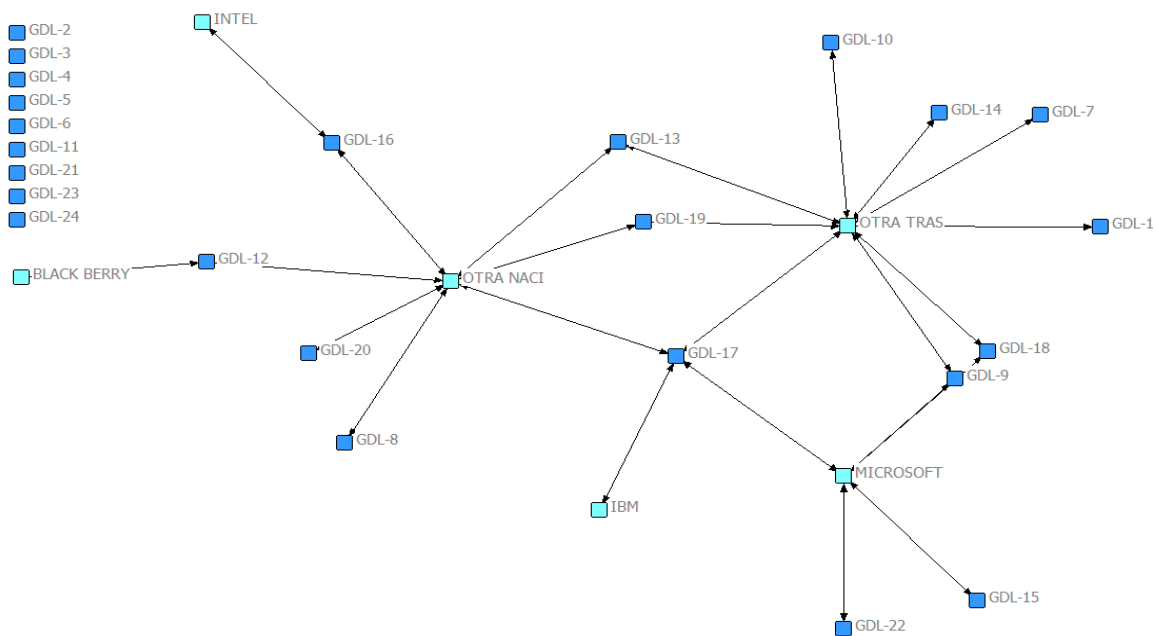 INTEL
GDL-2
GDL-3
GDL-4
GDL-5
GDL-6
GDL-11
GDL-21
GDL-23
GDL-24
GDL-10
GDL-14
GDL-7
GDL-16
GDL-13
GDL-19
OTRA TRAS
GDL-1
GDL-12
BLACK BERRY
OTRA NACI
GDL-20
GDL-17
GDL-18
GDL-9
GDL-8
MICROSOFT
IBM
GDL-15
GDL-22